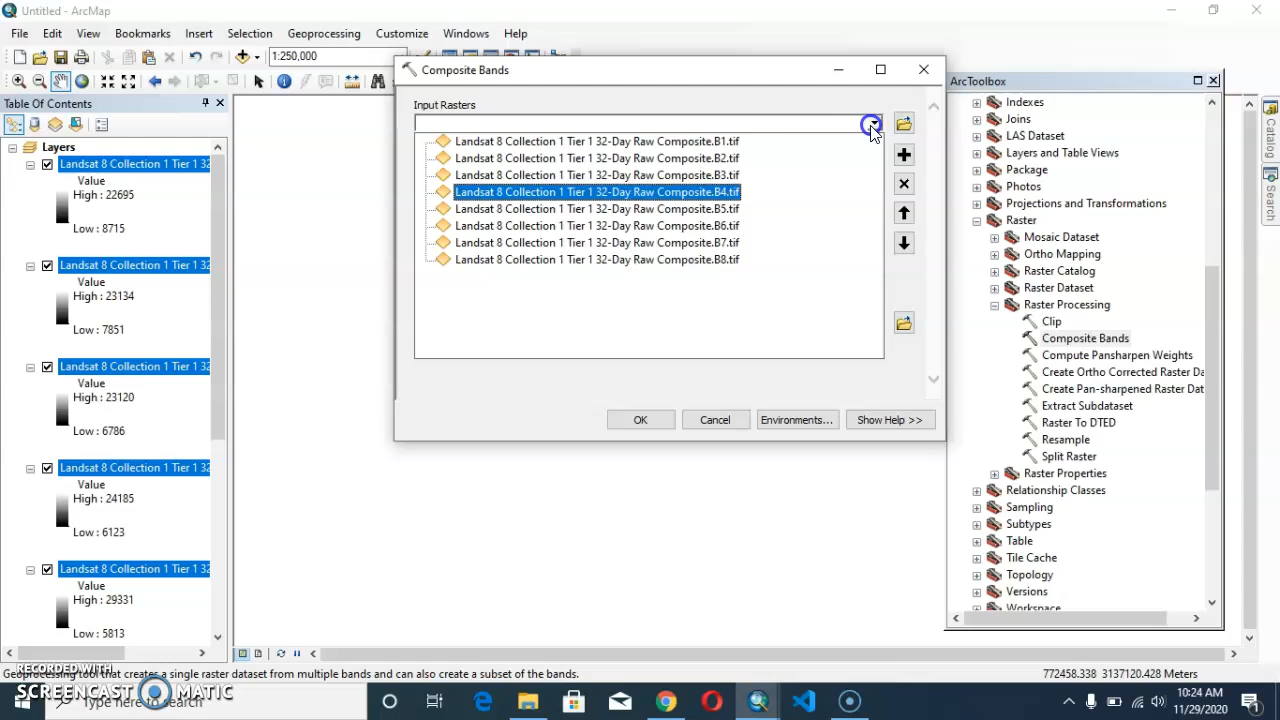 Untitled - ArcMap
File Edit View Bookmarks Insert Selection Geoprocessing Customize Windows Help
1:250,000
Table Of Contents
Layers
Landsat 8 Collection 1 Tier 1 32
Value
High : 22695
Low : 8715
Landsat 8 Collection 1 Tier 1 32
Value
High : 23134
Low : 7851
Landsat 8 Collection 1 Tier 1 32
Value
High : 23120
Low : 6786
Landsat 8 Collection 1 Tier 1 32
Value
High : 24185
Low : 6123
Landsat 8 Collection 1 Tier 1 32
Value
High : 29331
Low : 5813
Composite Bands
Input Rasters
Landsat 8 Collection 1 Tier 1 32-Day Raw Composite.B1.tif
Landsat 8 Collection 1 Tier 1 32-Day Raw Composite.B2.tif
Landsat 8 Collection 1 Tier 1 32-Day Raw Composite.B3.tif
Landsat 8 Collection 1 Tier 1 32-Day Raw Composite.B4.tif
Landsat 8 Collection 1 Tier 1 32-Day Raw Composite.B5.tif
Landsat 8 Collection 1 Tier 1 32-Day Raw Composite.B6.tif
Landsat 8 Collection 1 Tier 1 32-Day Raw Composite.B7.tif
Landsat 8 Collection 1 Tier 1 32-Day Raw Composite.B8.tif
OK Cancel Environments... Show Help >>
ArcToolbox
Indexes
Joins
LAS Dataset
Layers and Table Views
Package
Photos
Projections and Transformations
Raster
Mosaic Dataset
Ortho Mapping
Raster Catalog
Raster Dataset
Raster Processing
Clip
Composite Bands
Compute Pansharpen Weights
Create Ortho Corrected Raster Da
Create Pan-sharpened Raster Dat
Extract Subdataset
Raster To DTED
Resample
Split Raster
Raster Properties
Relationship Classes
Sampling
Subtypes
Table
Tile Cache
Topology
Versions
Workspace
Catalog
Search
Geoprocessing tool that creates a single raster dataset from multiple bands and can also create a subset of the bands.
772458.338 3137120.428 Meters
RECORDED WITH
SCREENCAST MATIC
Type here to search
10:24 AM
11/29/2020
1